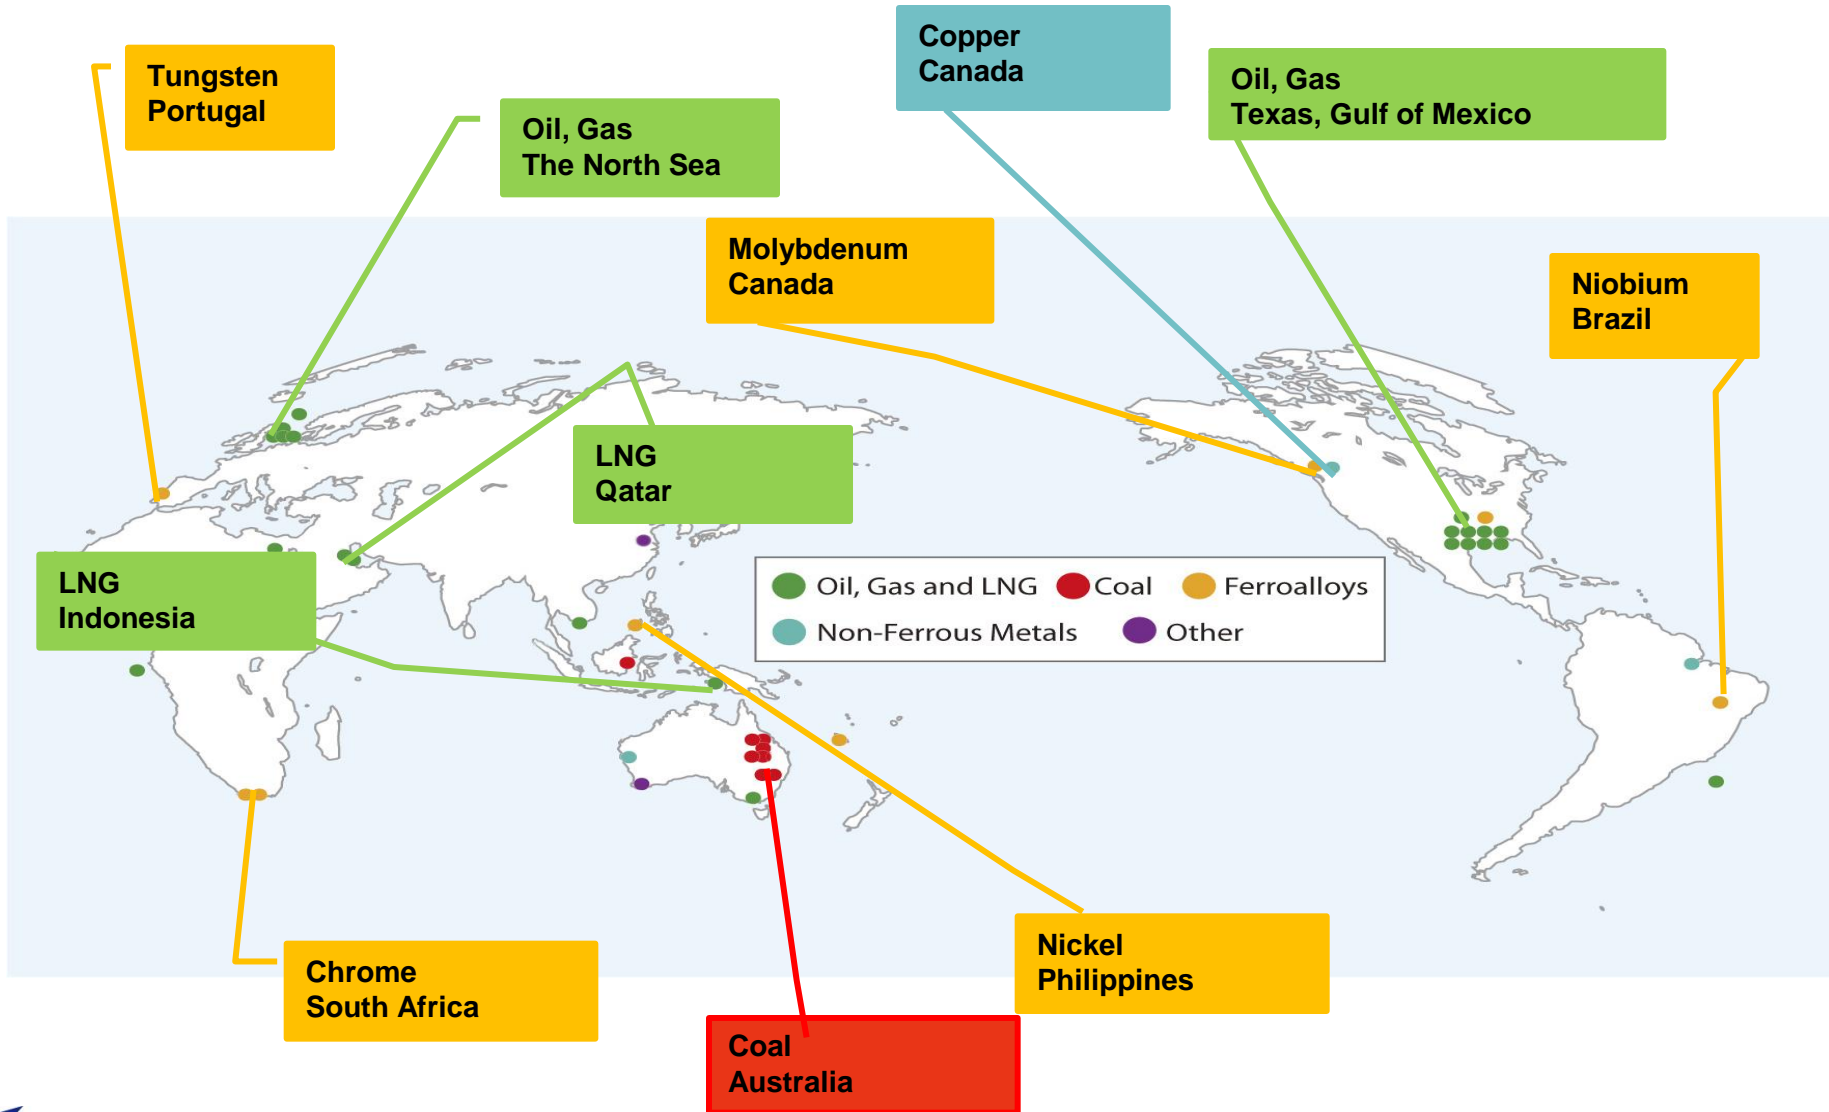 Copper
Canada
Tungsten
Portugal
Oil, Gas
Texas, Gulf of Mexico
Oil, Gas
The North Sea
Molybdenum
Canada
Niobium
Brazil
LNG
Qatar
LNG
Indonesia
Oil, Gas and LNG
Coal
Ferroalloys
Non-Ferrous Metals
Other
Nickel
Philippines
Chrome
South Africa
Coal
Australia